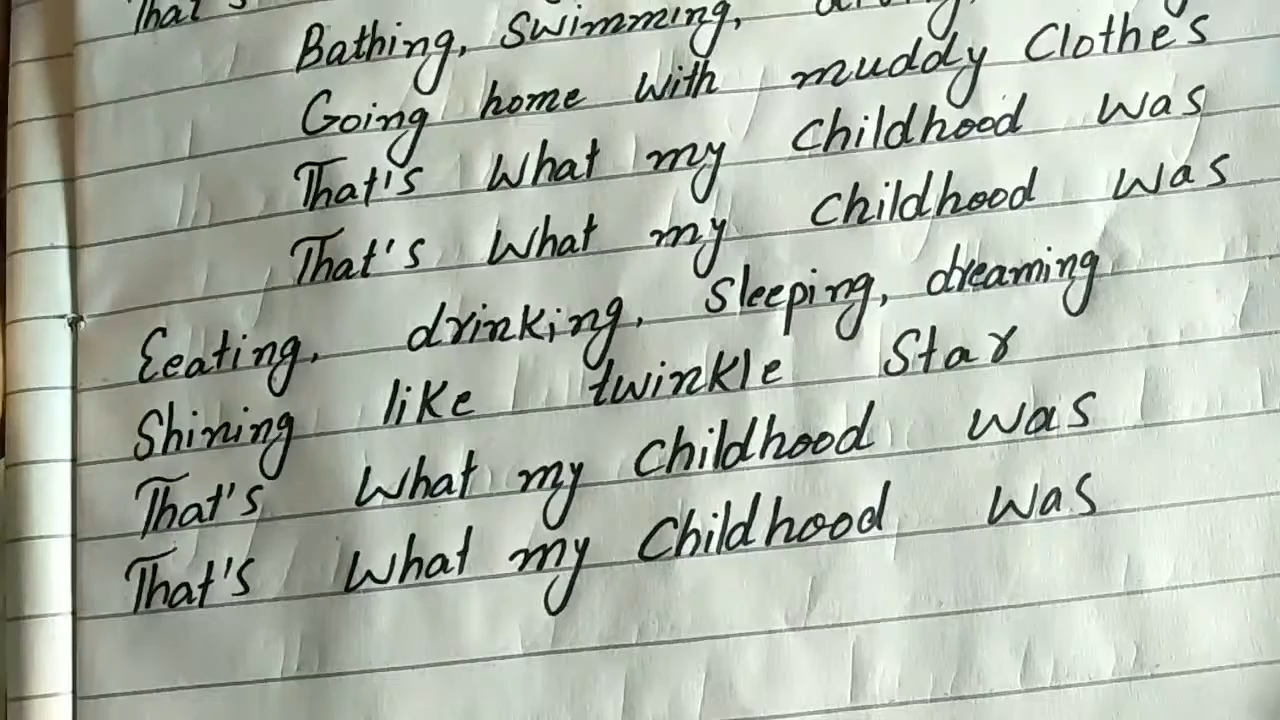 That's
Bathing, Swimming,
Going home with muddy Clothes
That's What my Childhood Was
That's What my Childhood Was
Eeating, drinking, Sleeping, dreaming
Shining like twinkle Star
That's What my Childhood Was
That's What my Childhood Was